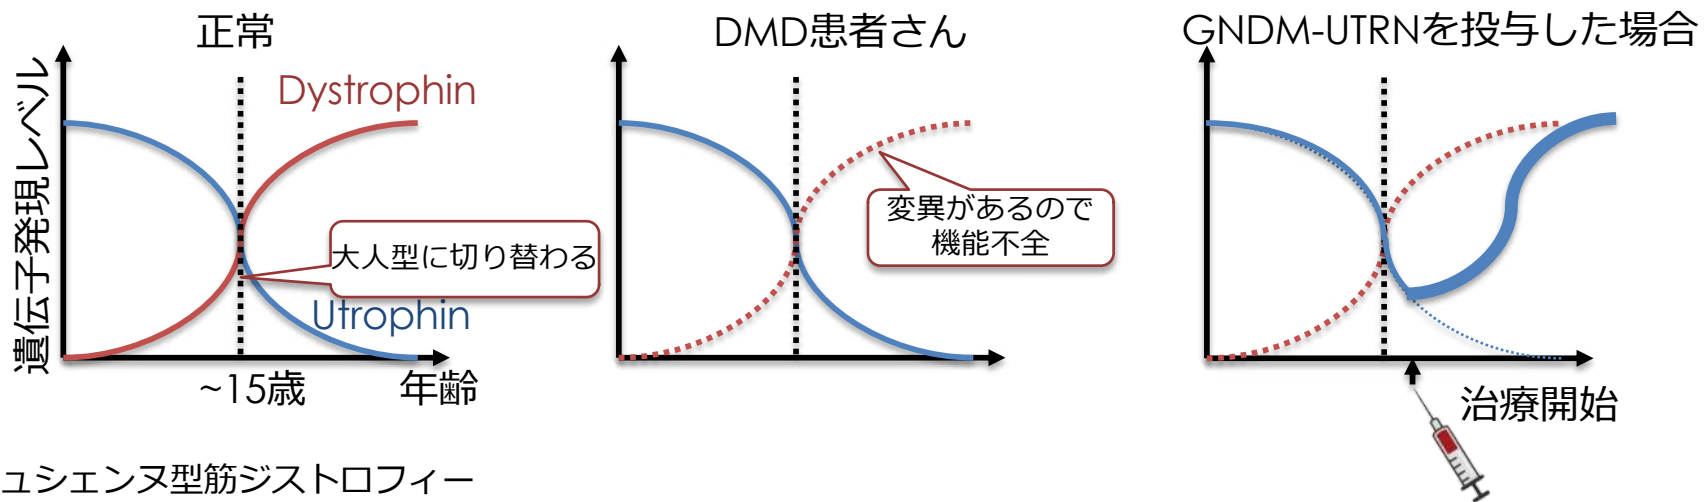 正常
遺伝子発現レベル
Dystrophin
大人型に切り替わる
Utrophin
~15歳
年齢
DMD患者さん
変異があるので
機能不全
GNDM-UTRNを投与した場合
治療開始
ュシェンヌ型筋ジストロフィー